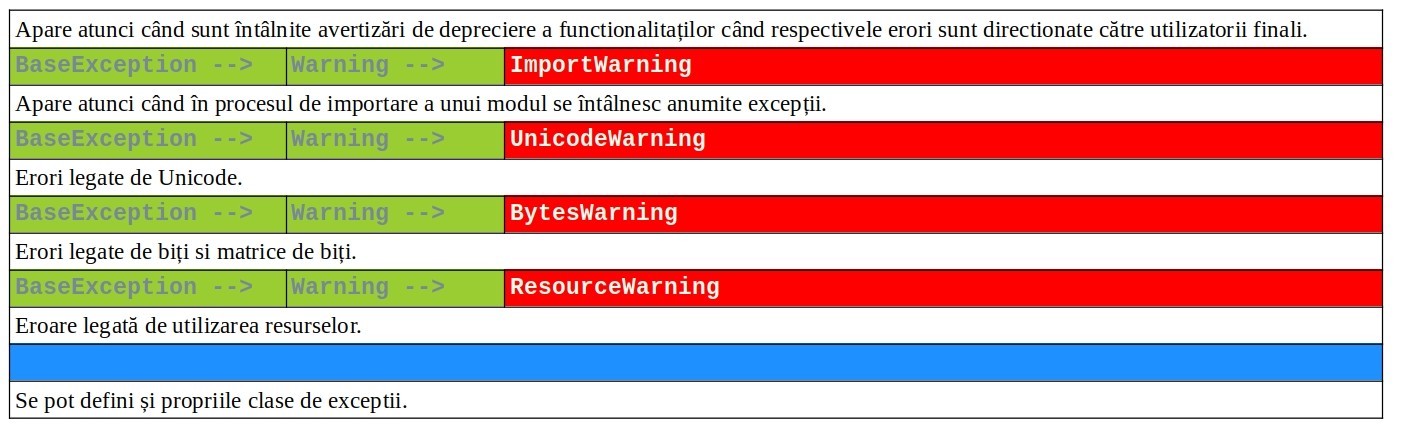 Apare atunci când sunt întâlnite avertizări de depreciere a functionalitaților când respectivele erori sunt directionate către utilizatorii finali.
BaseException --> Warning --> ImportWarning
Apare atunci când în procesul de importare a unui modul se întâlnesc anumite excepții.
BaseException --> Warning --> UnicodeWarning
Erori legate de Unicode.
BaseException --> Warning --> BytesWarning
Erori legate de biți si matrice de biți.
BaseException --> Warning --> ResourceWarning
Eroare legată de utilizarea resurselor.
Se pot defini și propriile clase de exceptii.